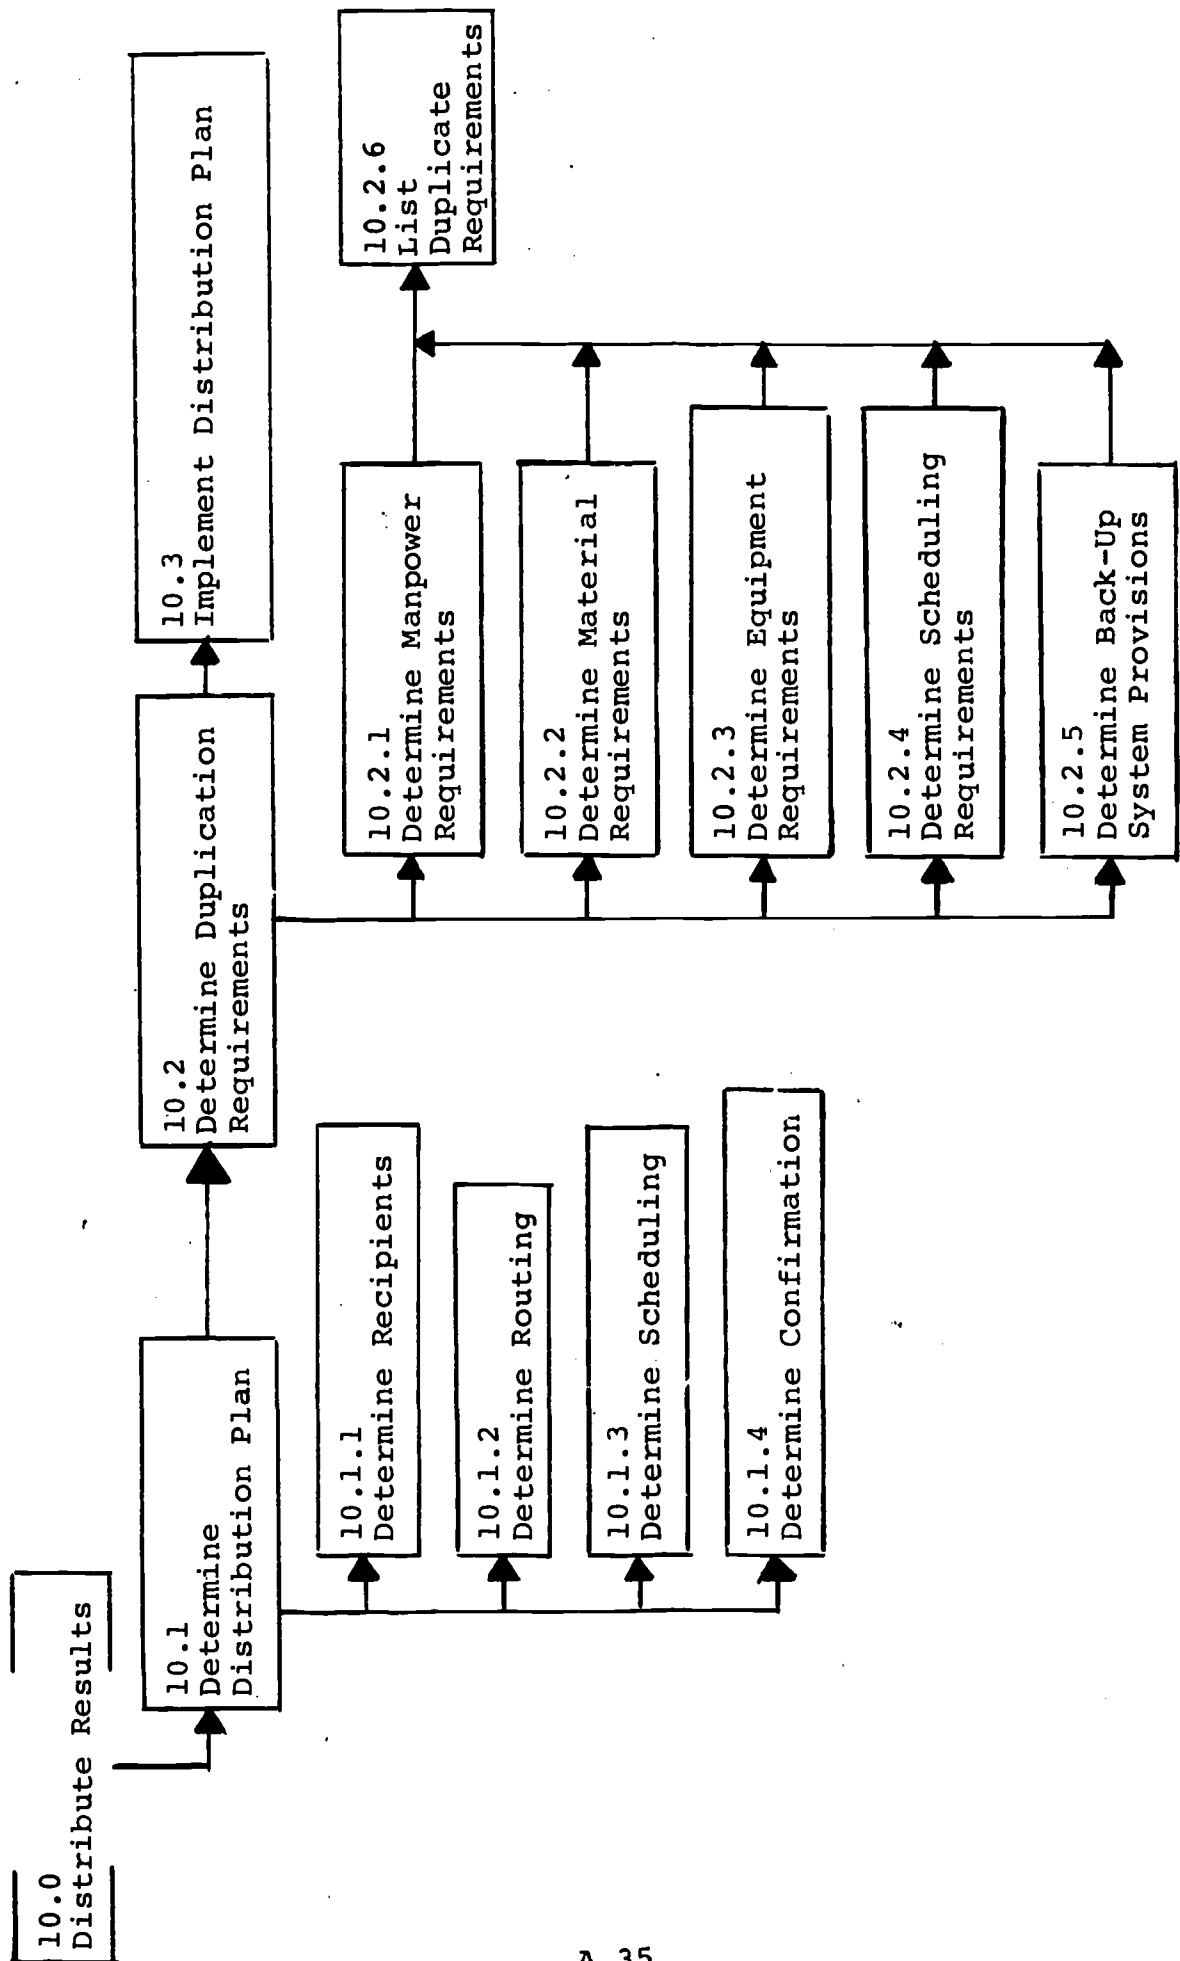 10.0
Distribute Results
10.1
Determine
Distribution Plan
10.1.1
Determine Recipients
10.1.2
Determine Routing
10.1.3
Determine Scheduling
10.1.4
Determine Confirmation
10.2
Determine Duplication
Requirements
10.2.1
Determine Manpower
Requirements
10.2.2
Determine Material
Requirements
10.2.3
Determine Equipment
Requirements
10.2.4
Determine Scheduling
Requirements
10.2.5
Determine Back-Up
System Provisions
10.2.6
List
Duplicate
Requirements
10.3
Implement Distribution Plan
A 35